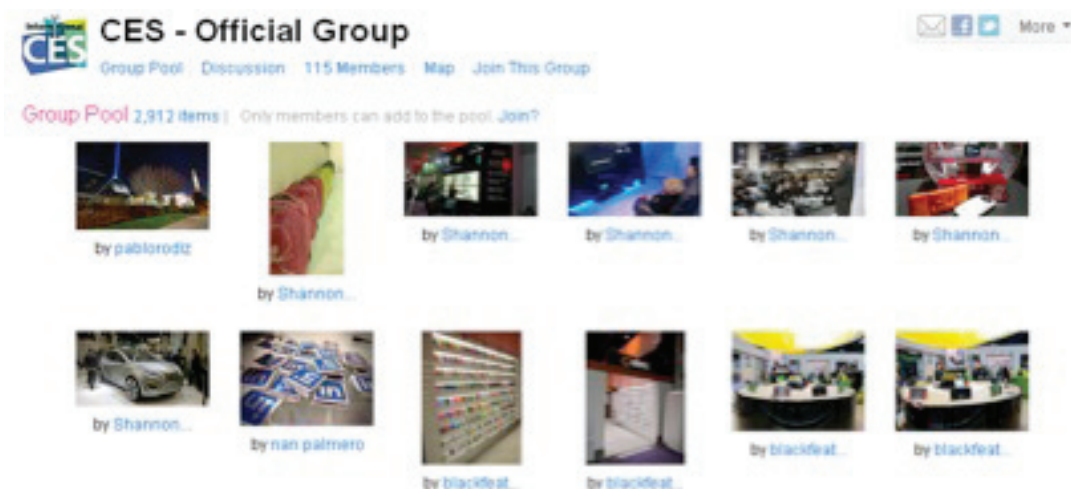 International
CES
CES - Official Group
More
Group Pool Discussion 115 Members Map Join This Group
Group Pool 2,912 items | Only members can add to the pool. Join?
by pablorodiz
by Shannon...
by Shannon...
by Shannon...
by Shannon...
by Shannon...
by Shannon...
by nan palmero
by blackfeat...
by blackfeat...
by blackfeat...
by blackfeat...